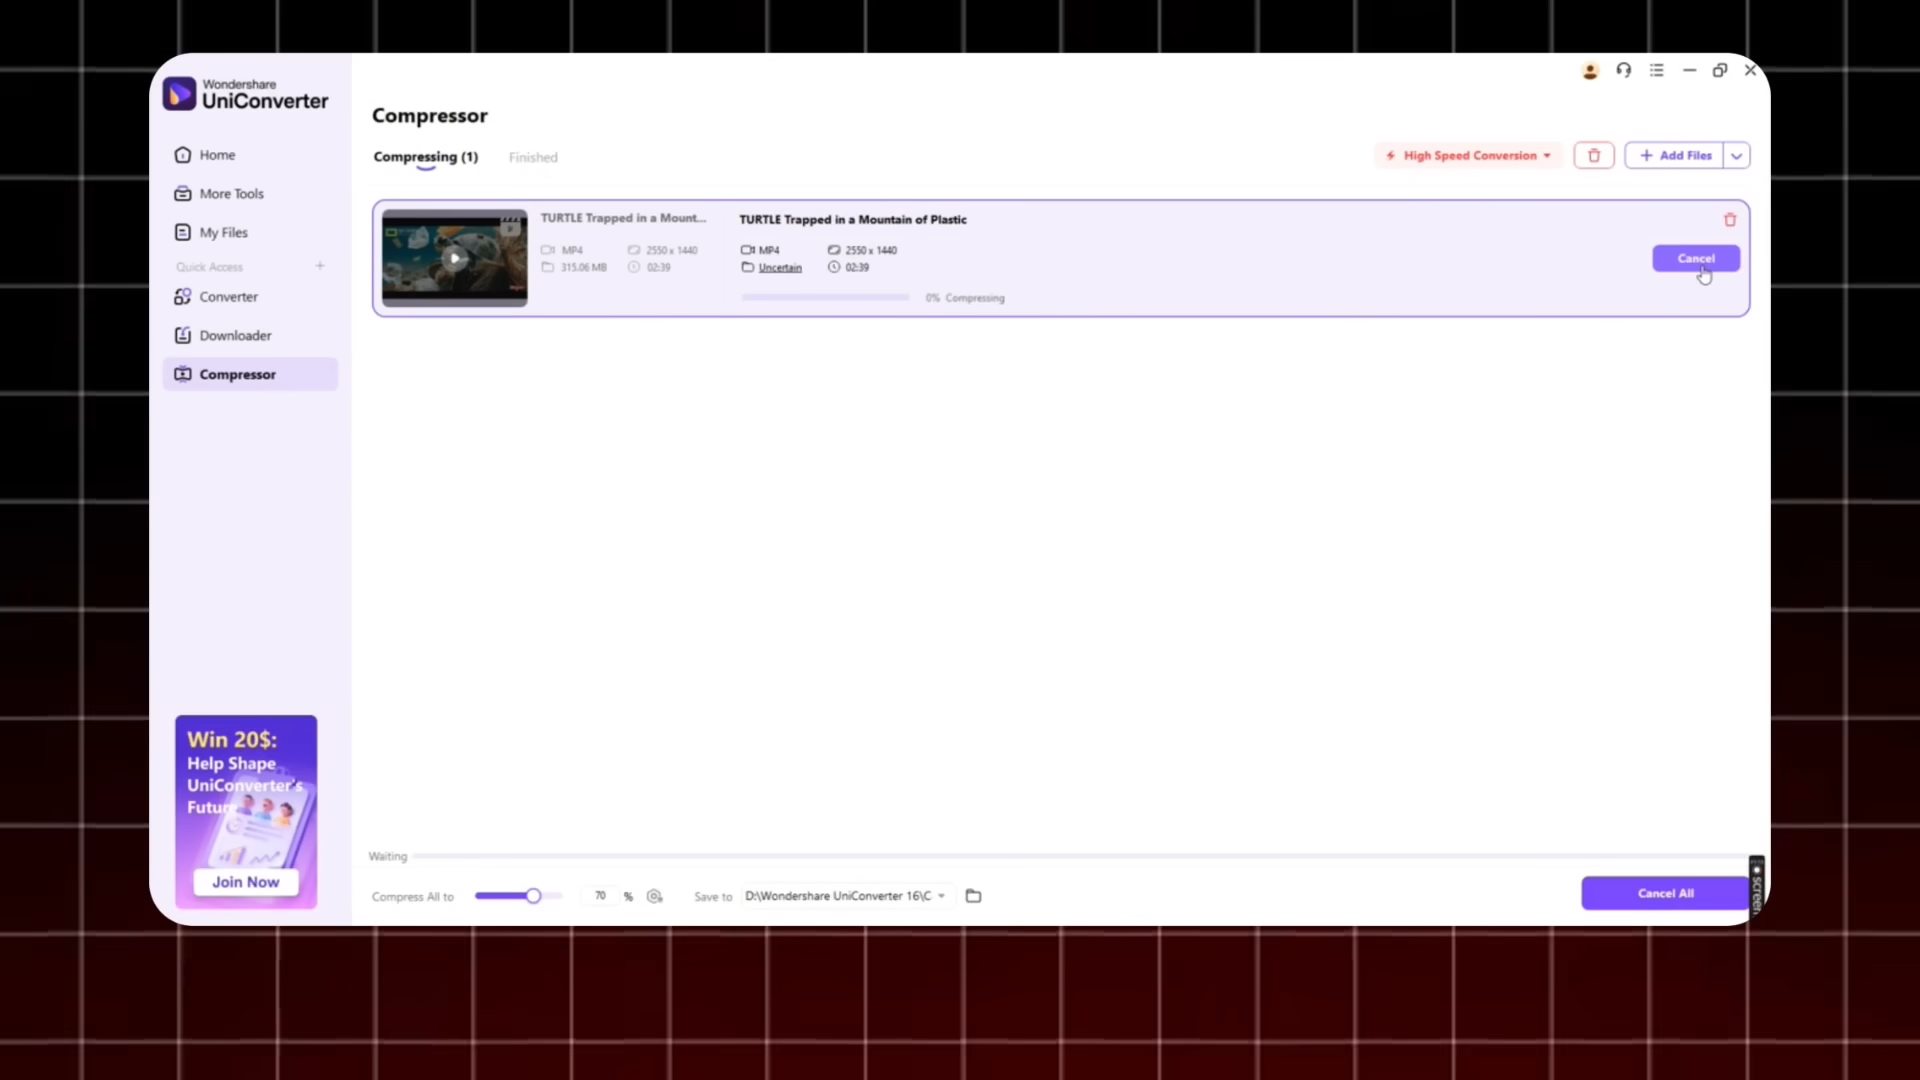 Wondershare
UniConverter
Home
More Tools
My Files
Quick Access
Converter
Downloader
Compressor
Win 20$:
Help Shape
UniConverter's
Future
Join Now
Compressor
Compressing (1)
Finished
High Speed Conversion
Add Files
TURTLE Trapped in a Mount...
MP4
2550 x 1440
315.06 MB
02:39
TURTLE Trapped in a Mountain of Plastic
MP4
2550 x 1440
Uncertain
02:39
0% Compressing
Cancel
Waiting
Compress All to
70 %
Save to
D:\Wondershare UniConverter 16\C
Cancel All
screen